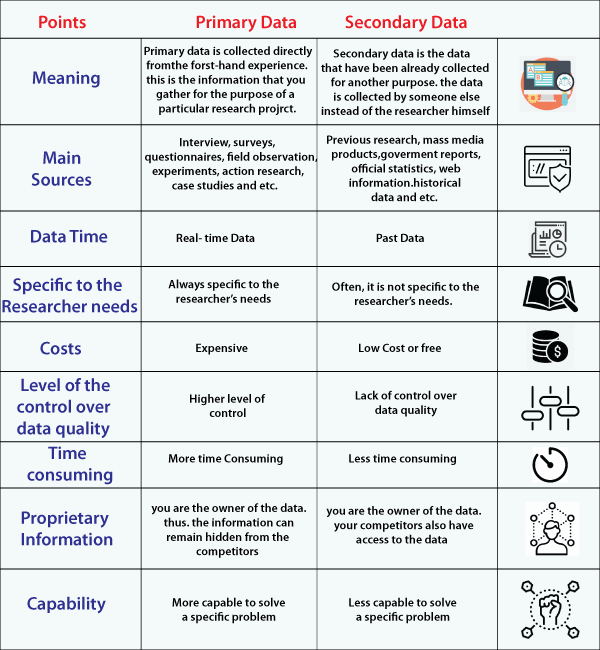 Points Primary Data Secondary Data
Meaning
Primary data is collected directly
fromthe forst-hand experience.
this is the information that you
gather for the purpose of a
particular research projrct.
Secondary data is the data
that have been already collected
for another purpose. the data
is collected by someone else
instead of the researcher himself
Main
Sources
Interview, surveys,
questionnaires, field observation,
experiments, action research,
case studies and etc.
Previous research, mass media
products,goverment reports,
official statistics, web
information.historical
data and etc.
Data Time
Real- time Data
Past Data
Specific to the
Researcher needs
Always specific to the
researcher's needs
Often, it is not specific to the
researcher's needs.
Costs
Expensive
Low Cost or free
$
Level of the
control over
data quality
Higher level of
control
Lack of control over
data quality
Time
consuming
More time Consuming
Less time consuming
Proprietary
Information
you are the owner of the data.
thus. the information can
remain hidden from the
competitors
you are the owner of the data.
your competitors also have
access to the data
Capability
More capable to solve
a specific problem
Less capable to solve
a specific problem